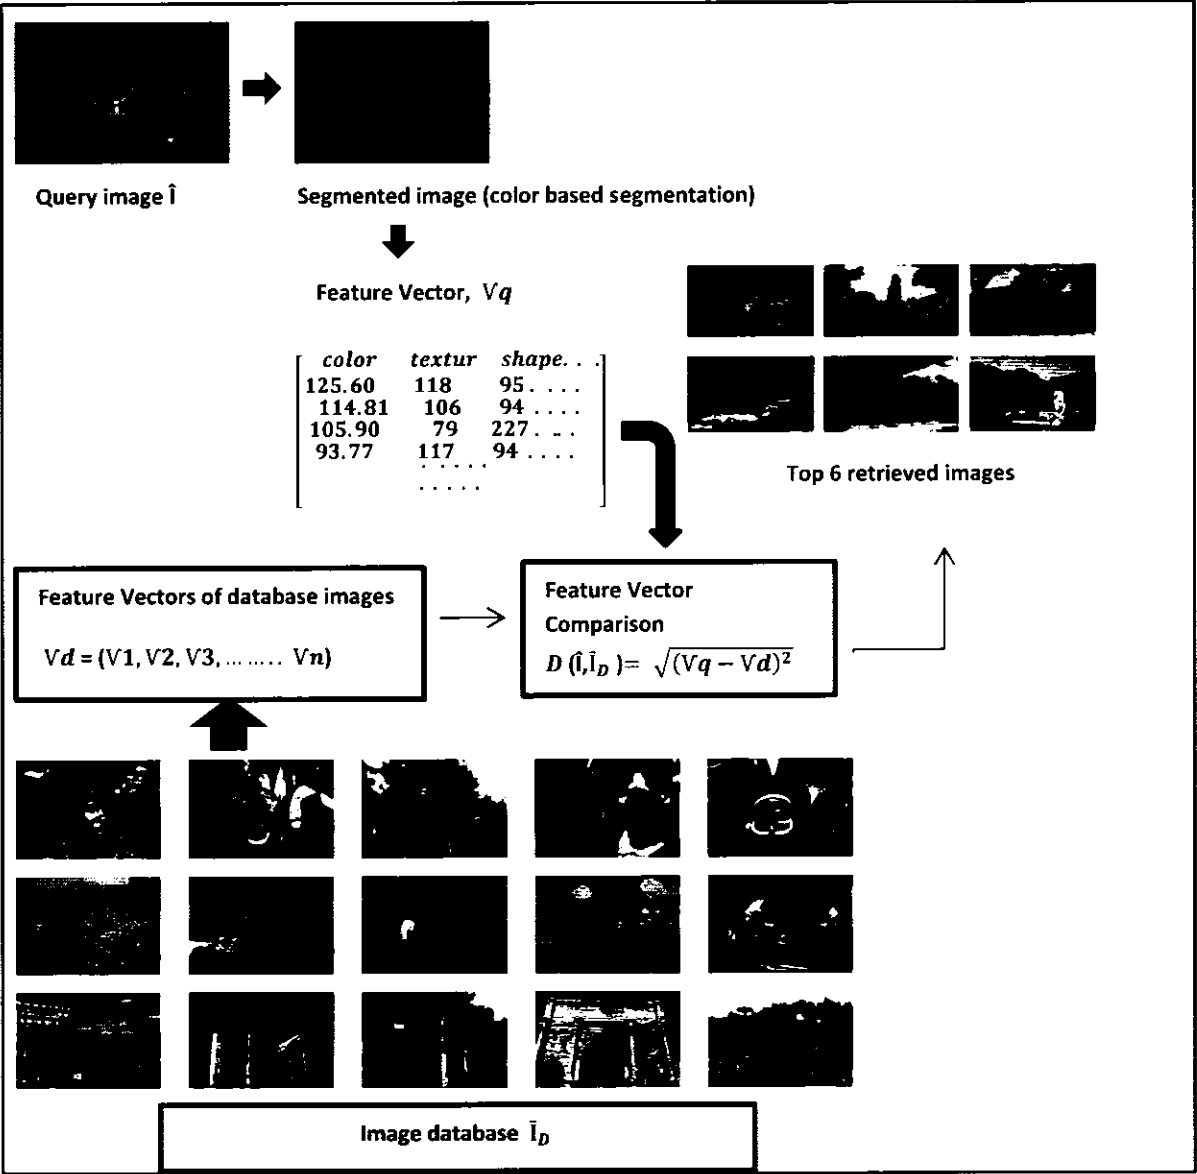 Query image Î
Segmented image (color based segmentation)
Feature Vector, Vq
color textur shape. . .
125.60 118 95 . . . .
114.81 106 94 . . . .
105.90 79 227 . . . .
93.77 117 94 . . . .
. . . . .
. . . . .
Top 6 retrieved images
Feature Vectors of database images
Vd = (V1, V2, V3, ........ Vn)
Feature Vector
Comparison
D (Î,Ī_D )= √(Vq − Vd)²
Image database Ī_D